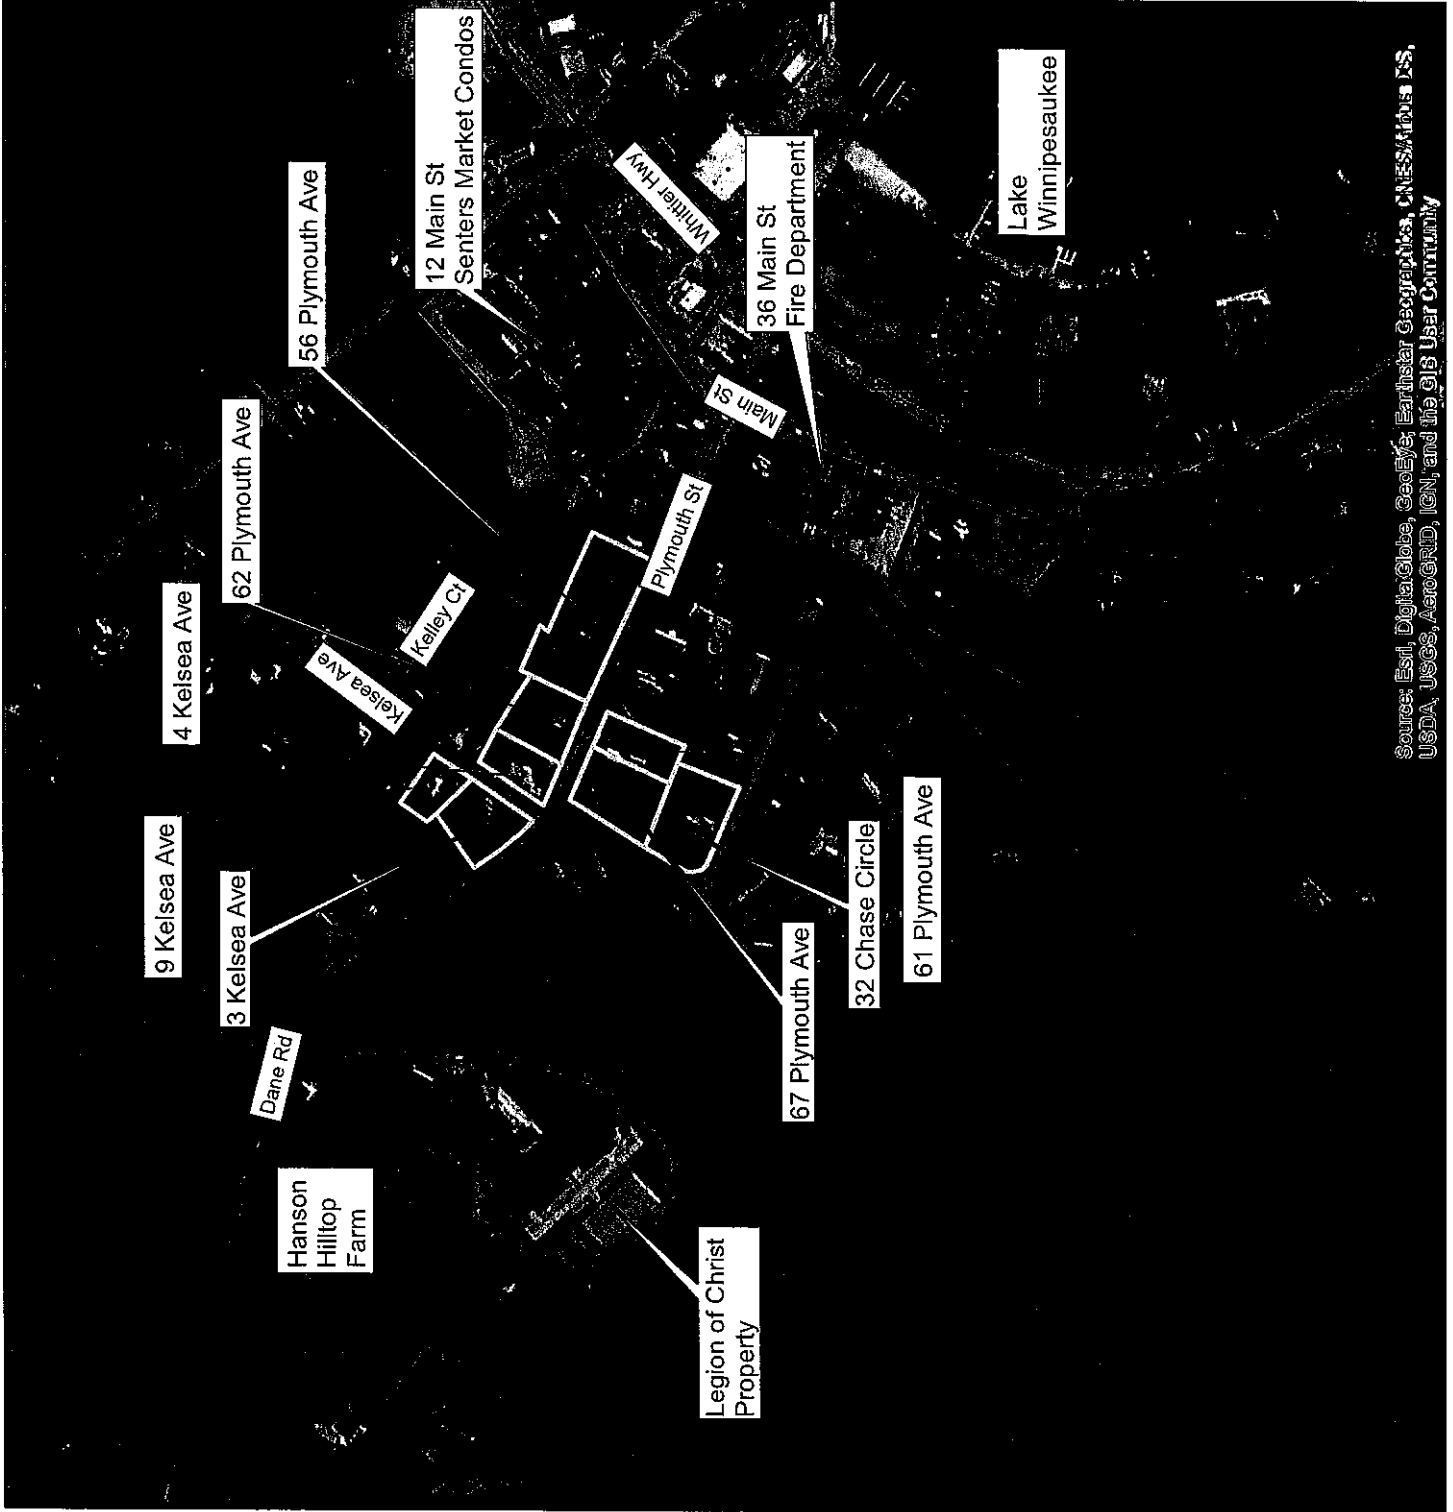 9 Kelsea Ave
4 Kelsea Ave
3 Kelsea Ave
62 Plymouth Ave
Dane Rd
56 Plymouth Ave
Hanson
Hilltop
Farm
Kelsea Ave
Kelley Ct
12 Main St
Senters Market Condos
Whittier Hwy
Plymouth St
Main St
Legion of Christ
Property
36 Main St
Fire Department
67 Plymouth Ave
32 Chase Circle
61 Plymouth Ave
Lake
Winnipesaukee
Source: Esri, DigitalGlobe, GeoEye, Earthstar Geographics, CNES/Airbus DS,
USDA, USGS, AeroGRID, IGN, and the GIS User Community